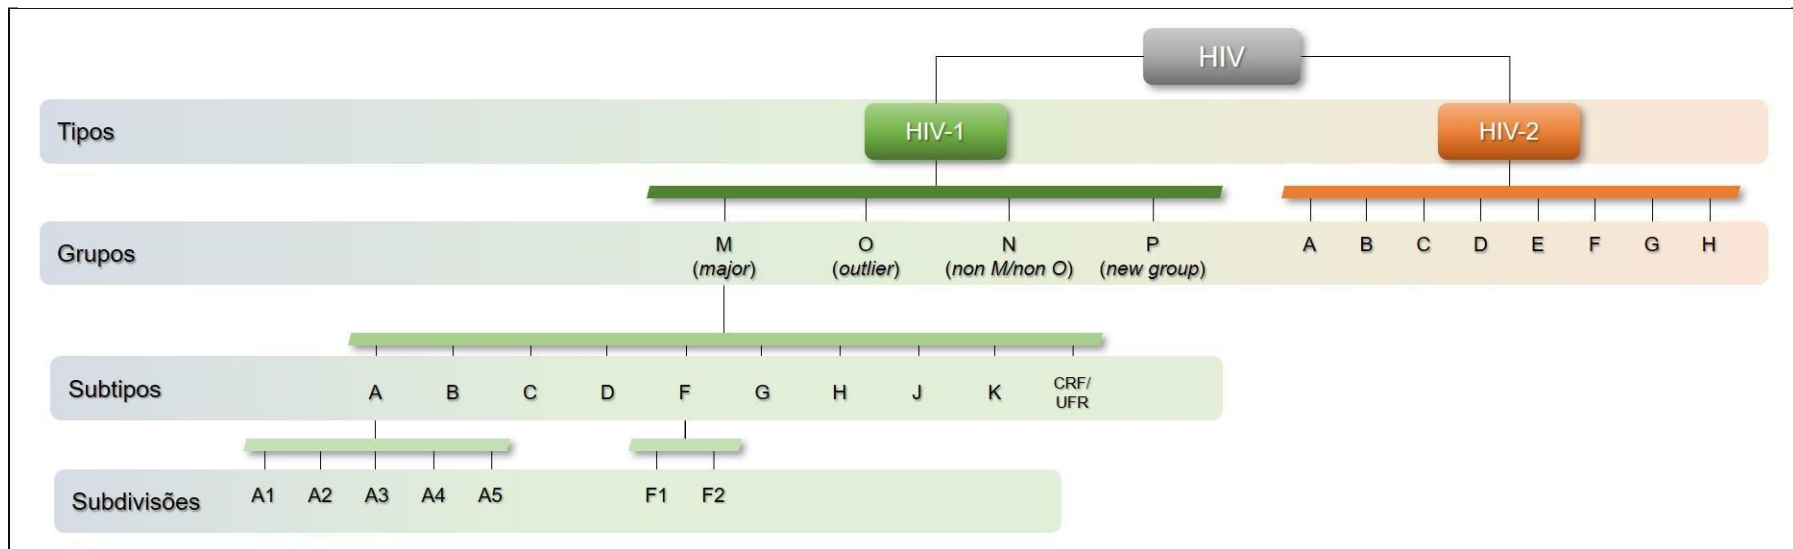 HIV
Tipos
HIV-1
HIV-2
Grupos
M
(major)
O
(outlier)
N
(non M/non O)
P
(new group)
A B C D E F G H
Subtipos
A B C D F G H J K
CRF/
UFR
Subdivisões
A1 A2 A3 A4 A5
F1 F2